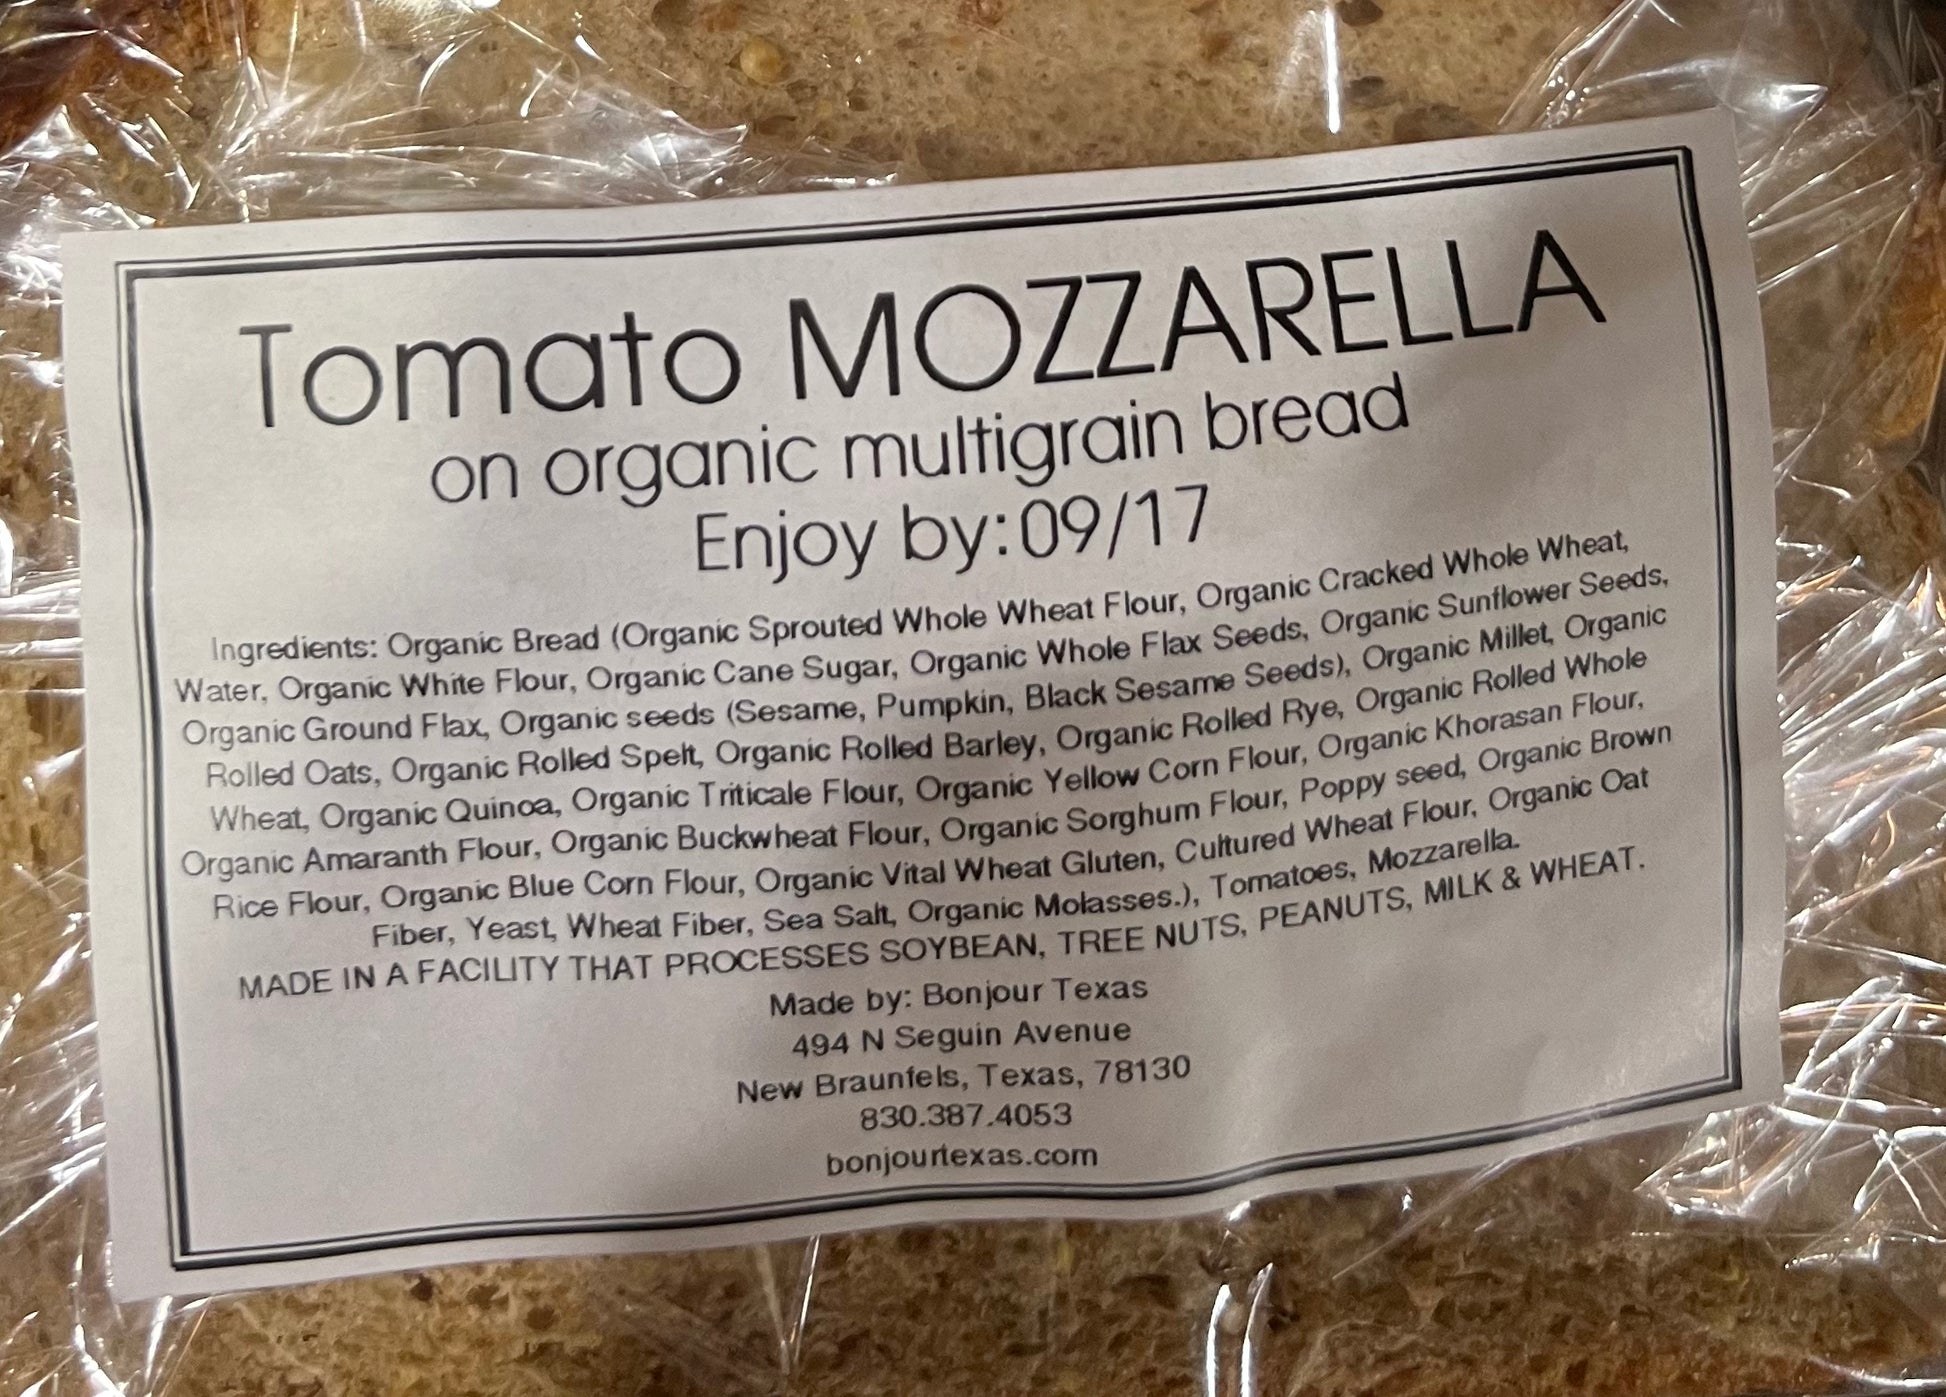 Tomato MOZZARELLA
on organic multigrain bread
Enjoy by: 09/17
Ingredients: Organic Bread (Organic Sprouted Whole Wheat Flour, Organic Cracked Whole Wheat,
Water, Organic White Flour, Organic Cane Sugar, Organic Whole Flax Seeds, Organic Sunflower Seeds,
Organic Ground Flax, Organic seeds (Sesame, Pumpkin, Black Sesame Seeds), Organic Millet, Organic
Rolled Oats, Organic Rolled Spelt, Organic Rolled Barley, Organic Rolled Rye, Organic Rolled Whole
Wheat, Organic Quinoa, Organic Triticale Flour, Organic Yellow Corn Flour, Organic Khorasan Flour,
Organic Amaranth Flour, Organic Buckwheat Flour, Organic Sorghum Flour, Poppy seed, Organic Brown
Rice Flour, Organic Blue Corn Flour, Organic Vital Wheat Gluten, Cultured Wheat Flour, Organic Oat
Fiber, Yeast, Wheat Fiber, Sea Salt, Organic Molasses.), Tomatoes, Mozzarella.
MADE IN A FACILITY THAT PROCESSES SOYBEAN, TREE NUTS, PEANUTS, MILK & WHEAT.
Made by: Bonjour Texas
494 N Seguin Avenue
New Braunfels, Texas, 78130
830.387.4053
bonjourtexas.com